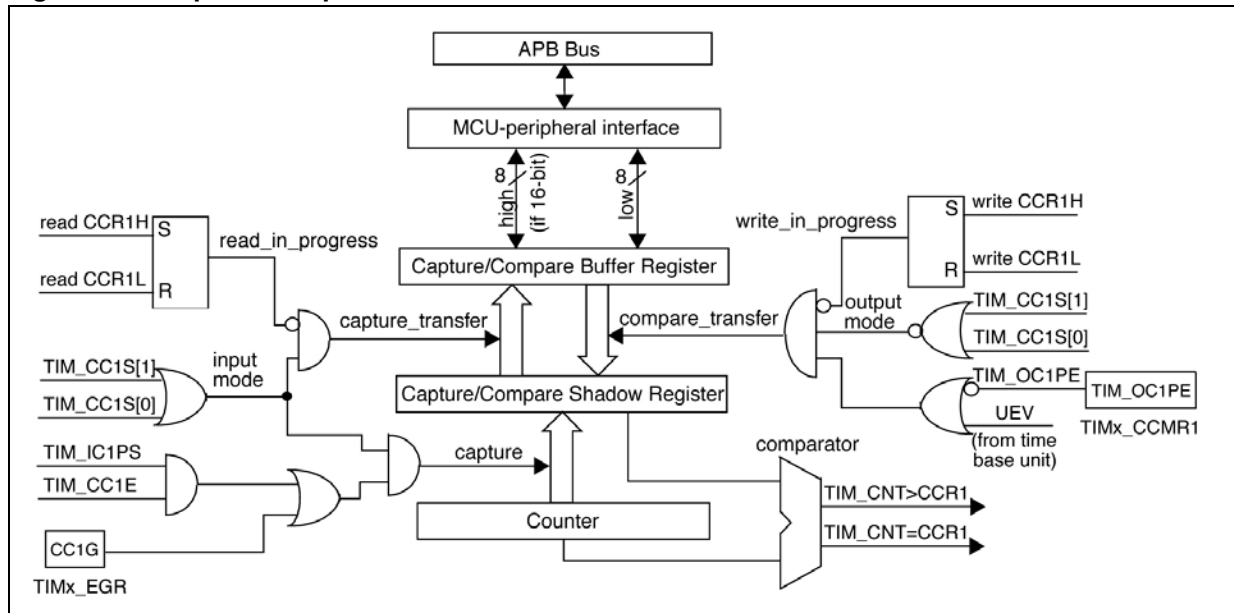 APB Bus
MCU-peripheral interface
8
high
(if 16-bit)
8
low
read CCR1H
S
read_in_progress
read CCR1L
R
write_in_progress
S
write CCR1H
R
write CCR1L
Capture/Compare Buffer Register
capture_transfer
compare_transfer
output
mode
TIM_CC1S[1]
TIM_CC1S[0]
input
mode
TIM_CC1S[1]
TIM_CC1S[0]
Capture/Compare Shadow Register
TIM_OC1PE
TIM_OC1PE
UEV
TIMx_CCMR1
(from time
base unit)
TIM_IC1PS
TIM_CC1E
capture
comparator
Counter
TIM_CNT>CCR1
TIM_CNT=CCR1
CC1G
TIMx_EGR